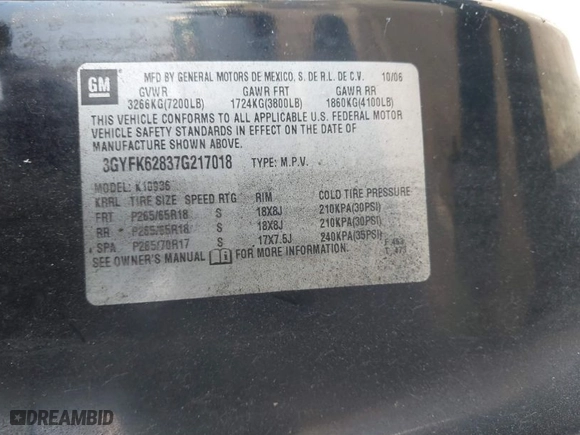 GM
MFD BY GENERAL MOTORS DE MEXICO, S. DE R.L. DE C.V. 10/06
GVWR GAWR FRT GAWR RR
3266KG(7200LB) 1724KG(3800LB) 1860KG(4100LB)
THIS VEHICLE CONFORMS TO ALL APPLICABLE U.S. FEDERAL MOTOR
VEHICLE SAFETY STANDARDS IN EFFECT ON THE DATE OF
MANUFACTURE SHOWN ABOVE.
3GYFK62837G217018 TYPE: M.P.V.
MODEL: K10936
TIRE SIZE SPEED RTG RIM COLD TIRE PRESSURE
FRT P265/65R18 S 18X8J 210KPA(30PSI)
RR P265/65R18 S 18X8J 210KPA(30PSI)
SPA P265/70R17 S 17X7.5J 240KPA(35PSI)
SEE OWNER'S MANUAL FOR MORE INFORMATION.
DREAMBID